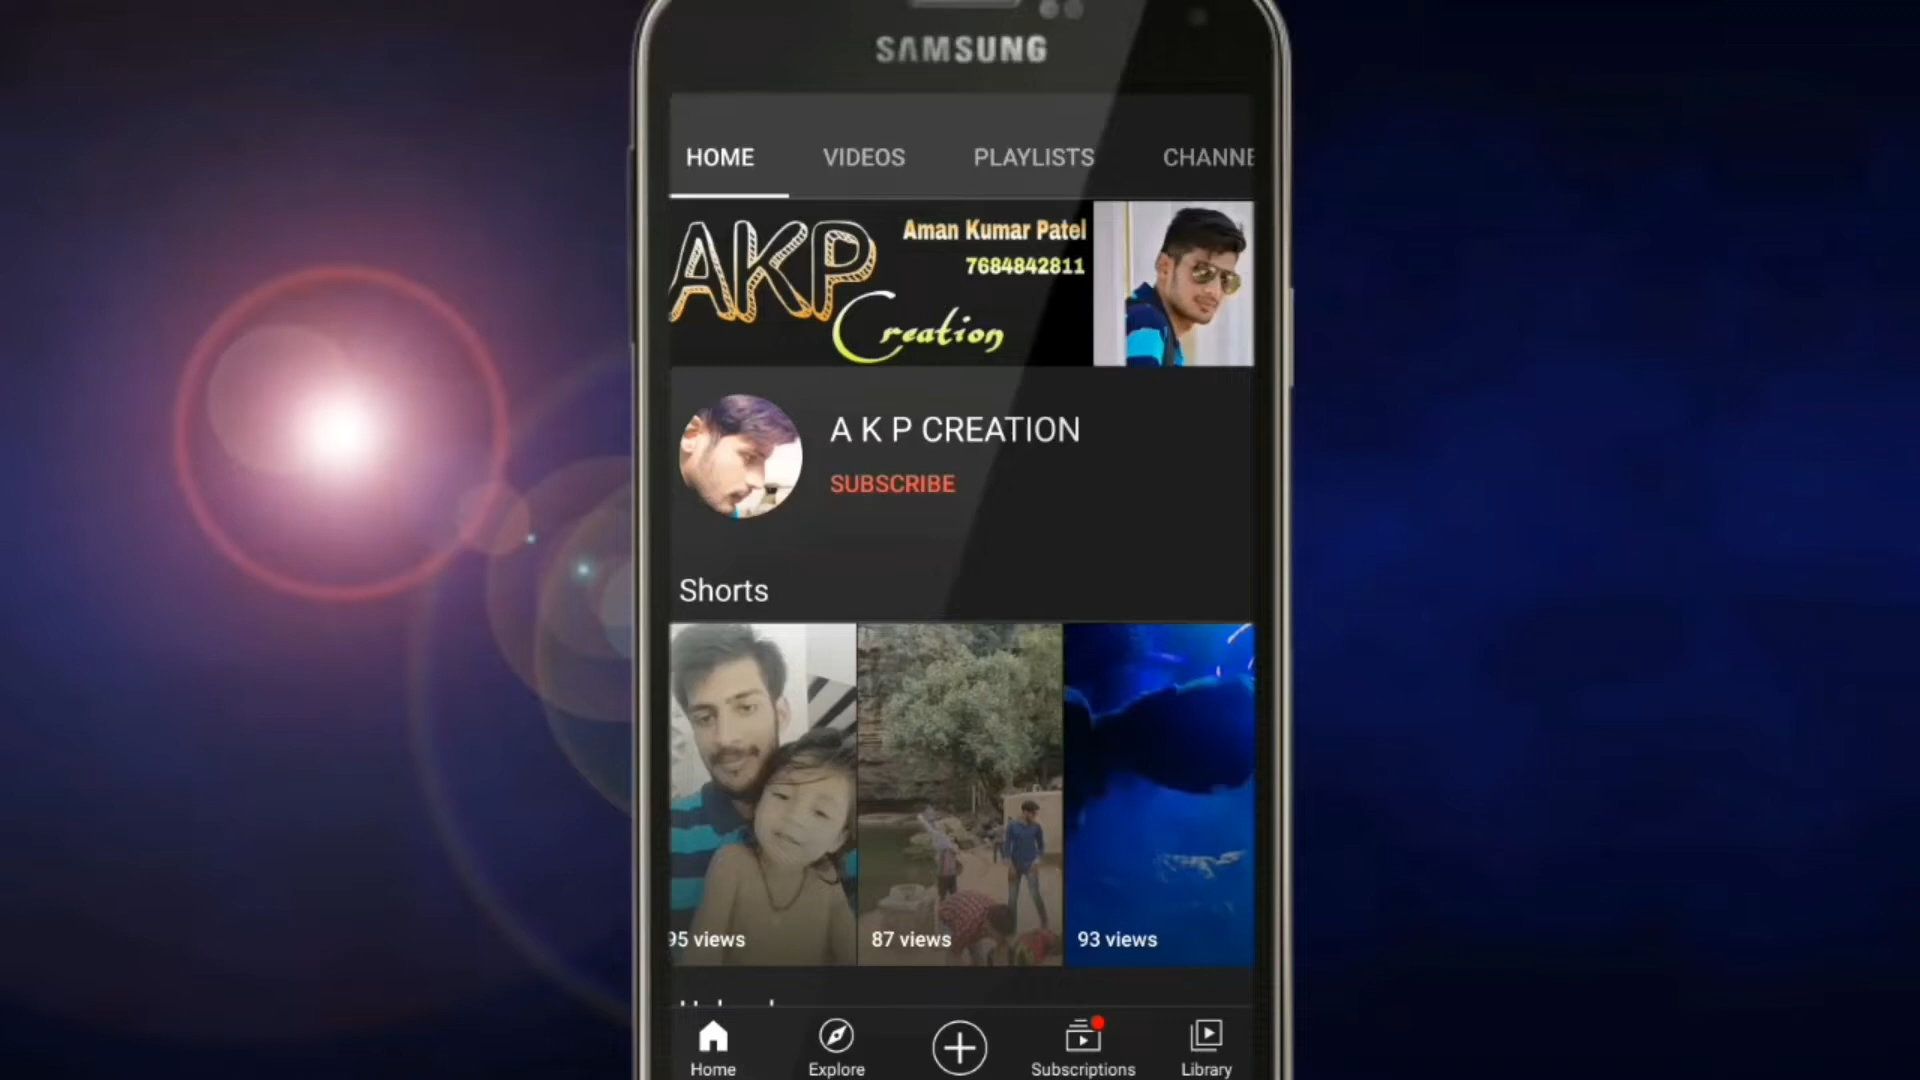 SAMSUNG
HOME VIDEOS PLAYLISTS CHANNE
AKP Creation
Aman Kumar Patel
7684842811
A K P CREATION
SUBSCRIBE
Shorts
95 views 87 views 93 views
Home Explore Subscriptions Library